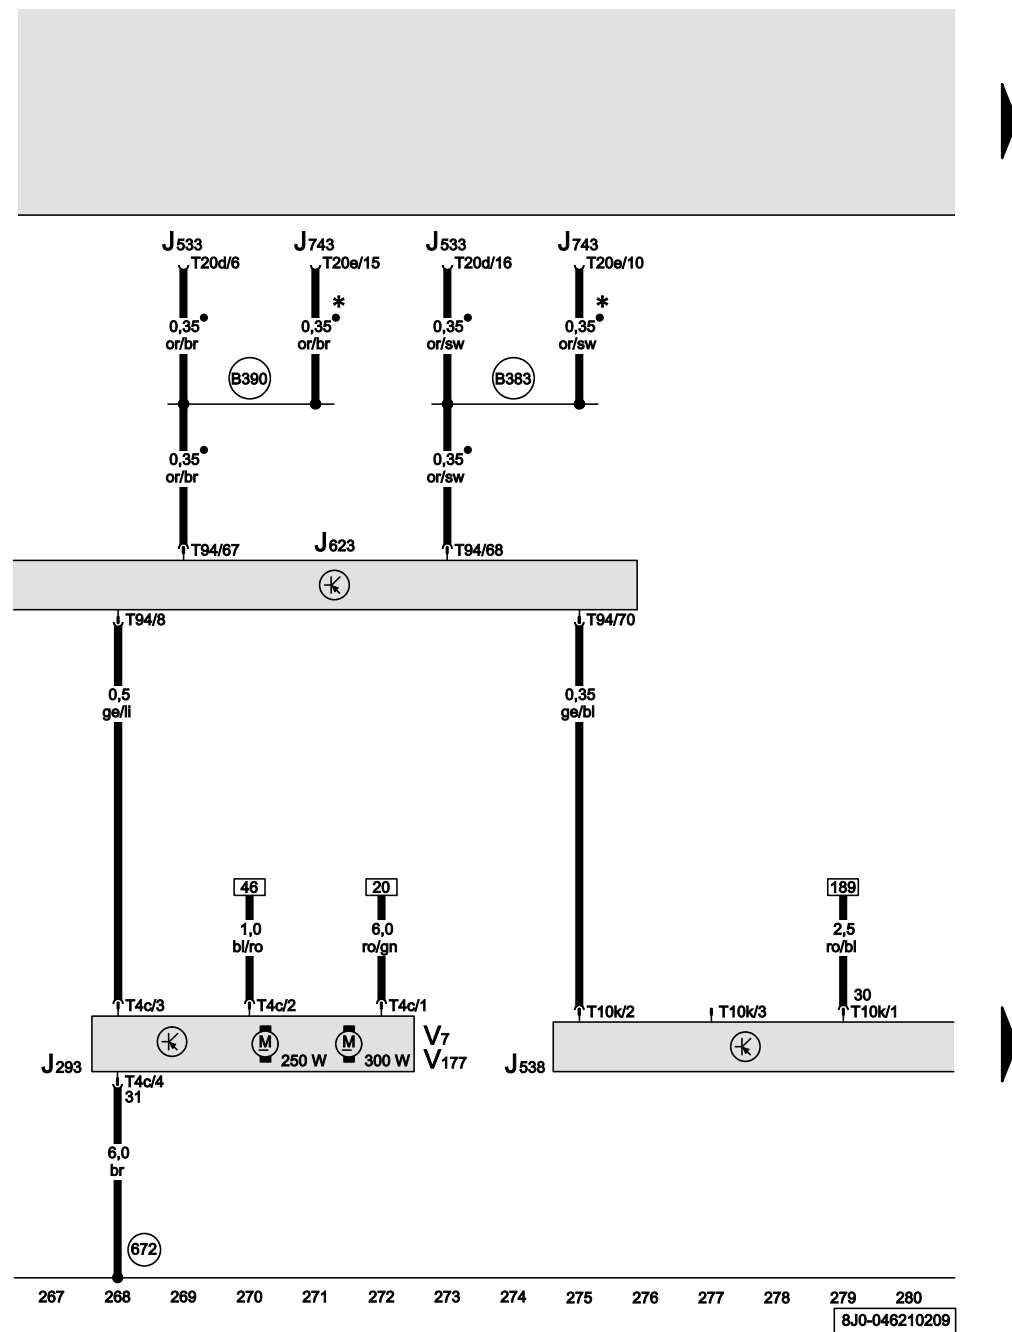 J533 J743 J533 J743
T20d/6 T20e/15 T20d/16 T20e/10
* *
0,35• 0,35• 0,35• 0,35•
or/br or/br or/sw or/sw
B390 B383
0,35• 0,35•
or/br or/sw
J623
T94/67 T94/68
T94/8 T94/70
0,5 0,35
ge/li ge/bl
46 20 189
1,0 6,0 2,5
bl/ro ro/gn ro/bl
30
T4c/3 T4c/2 T4c/1 T10k/2 T10k/3 T10k/1
M M V7
J293 250 W 300 W V177 J538
T4c/4
31
6,0
br
672
267 268 269 270 271 272 273 274 275 276 277 278 279 280
8J0-046210209